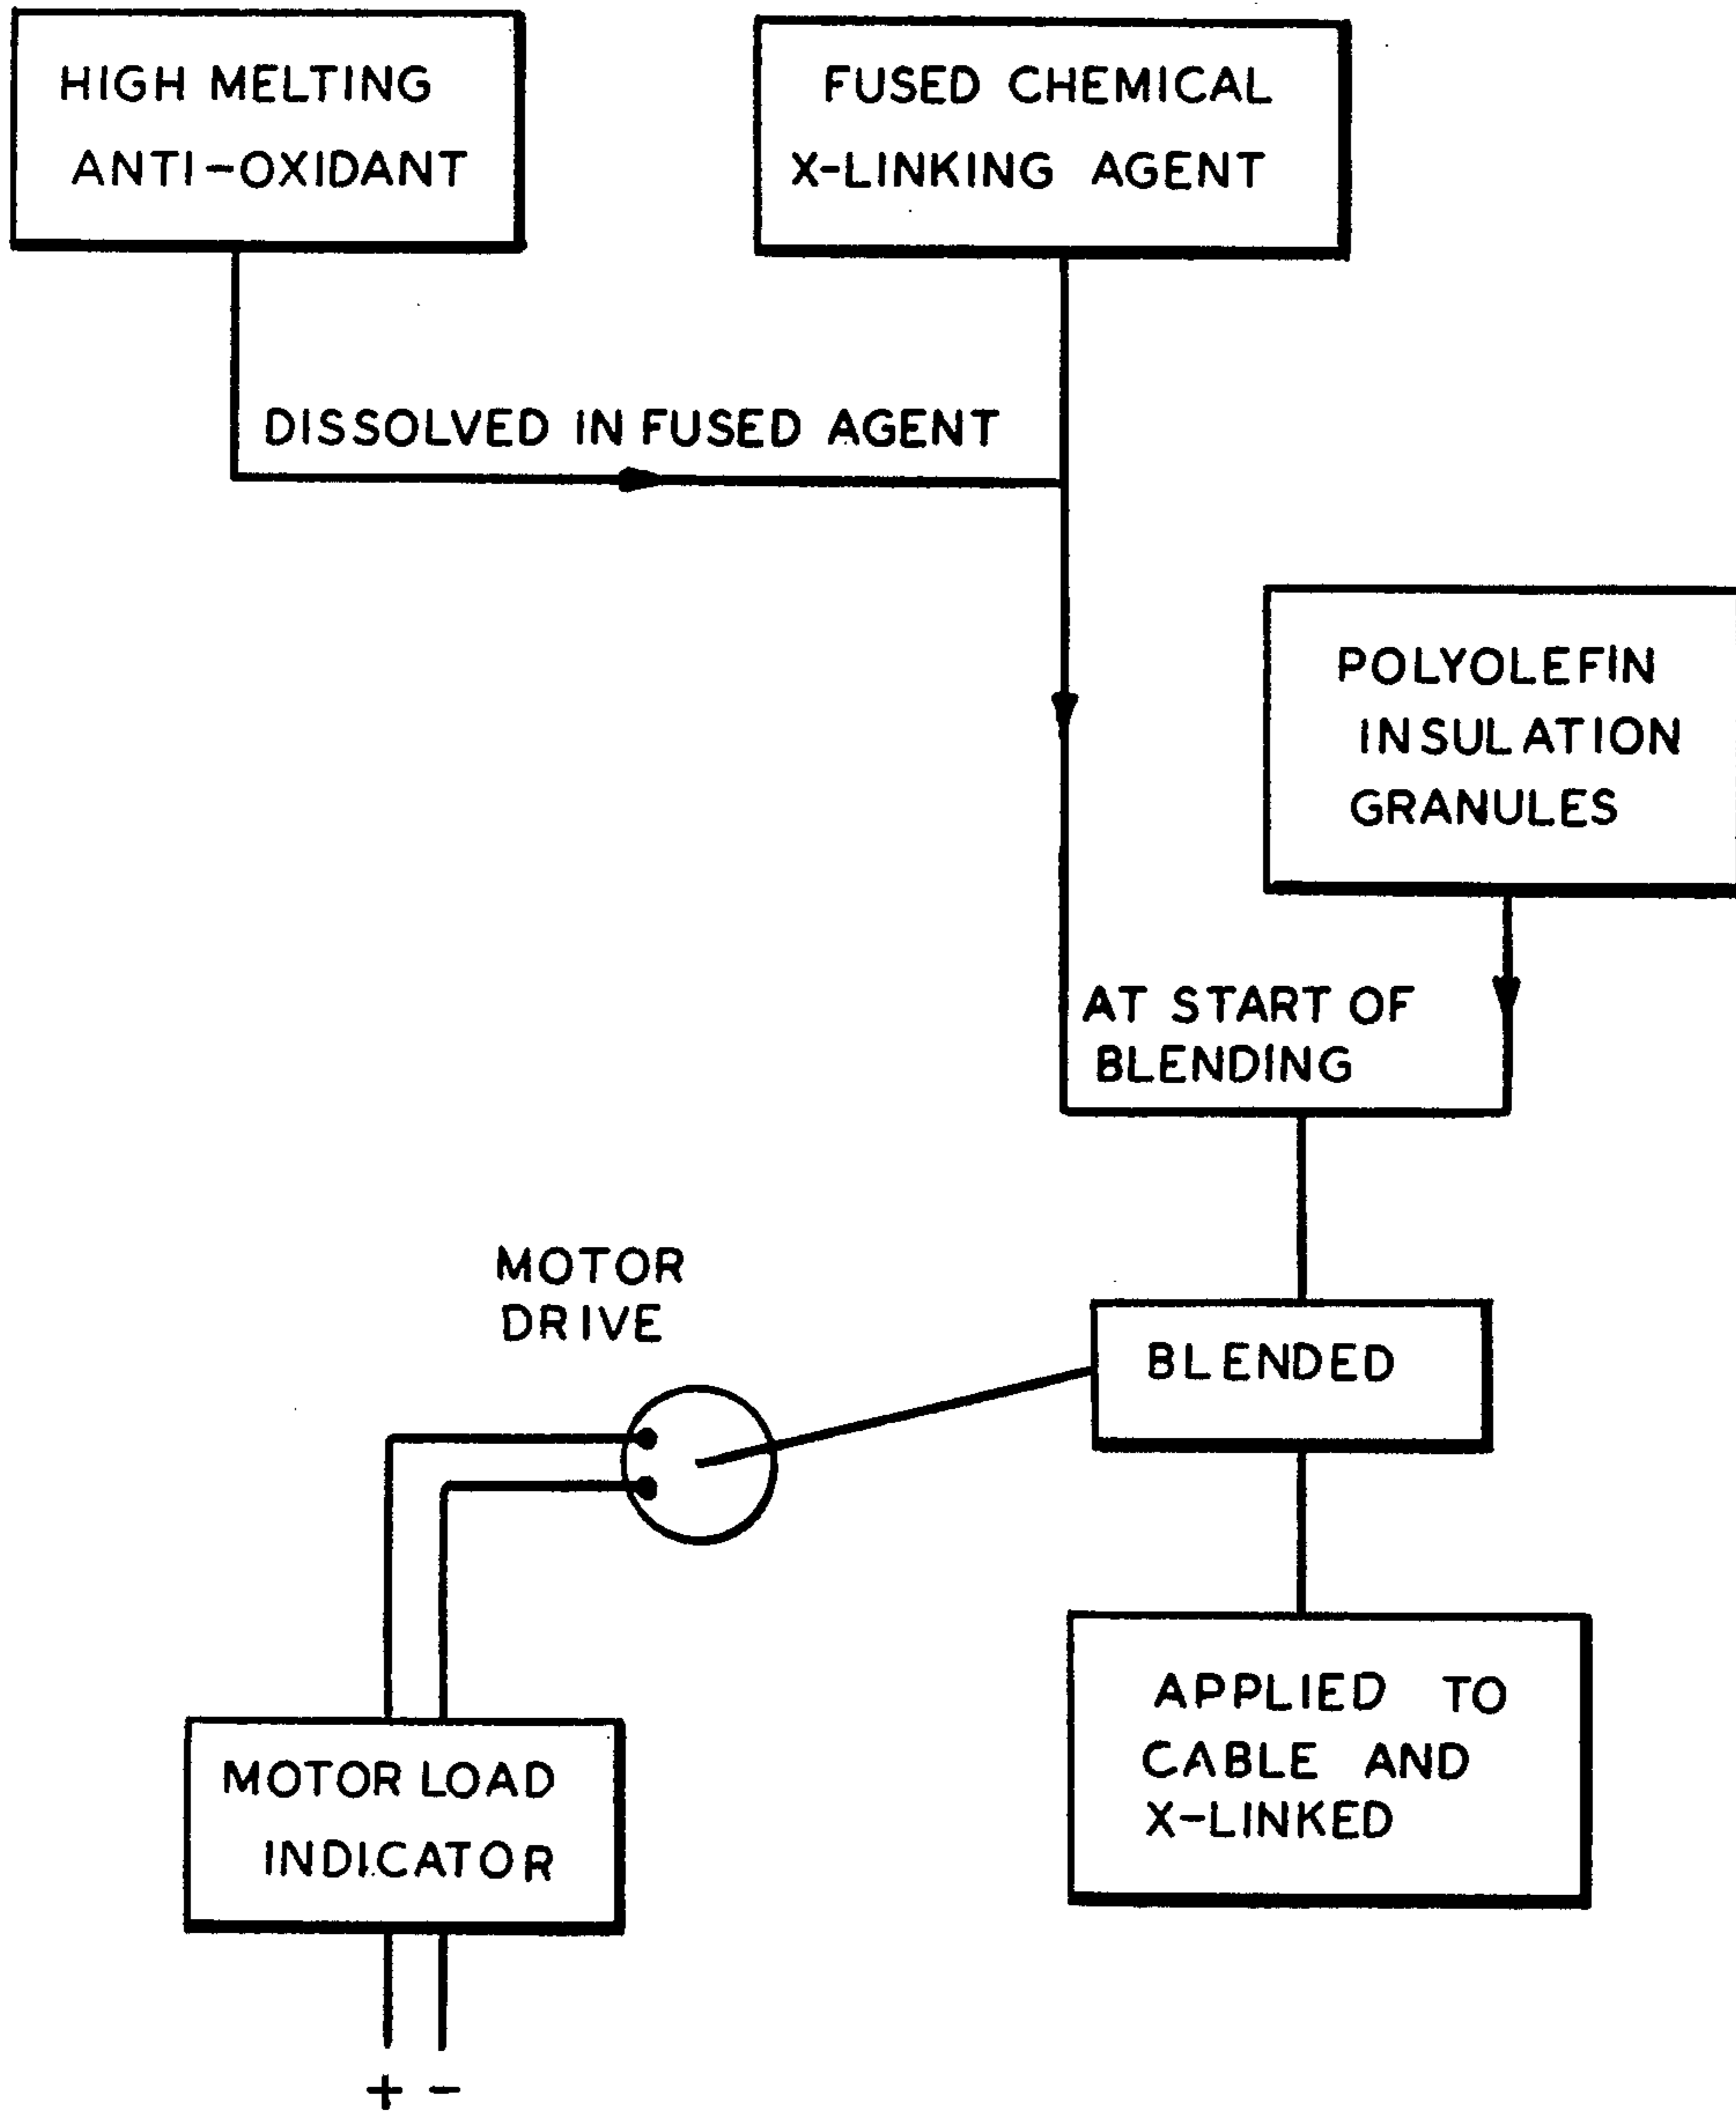 HIGH MELTING
ANTI-OXIDANT
FUSED CHEMICAL
X-LINKING AGENT
DISSOLVED IN FUSED AGENT
POLYOLEFIN
INSULATION
GRANULES
AT START OF
BLENDING
MOTOR
DRIVE
BLENDED
APPLIED TO
CABLE AND
X-LINKED
MOTOR LOAD
INDICATOR
+ -